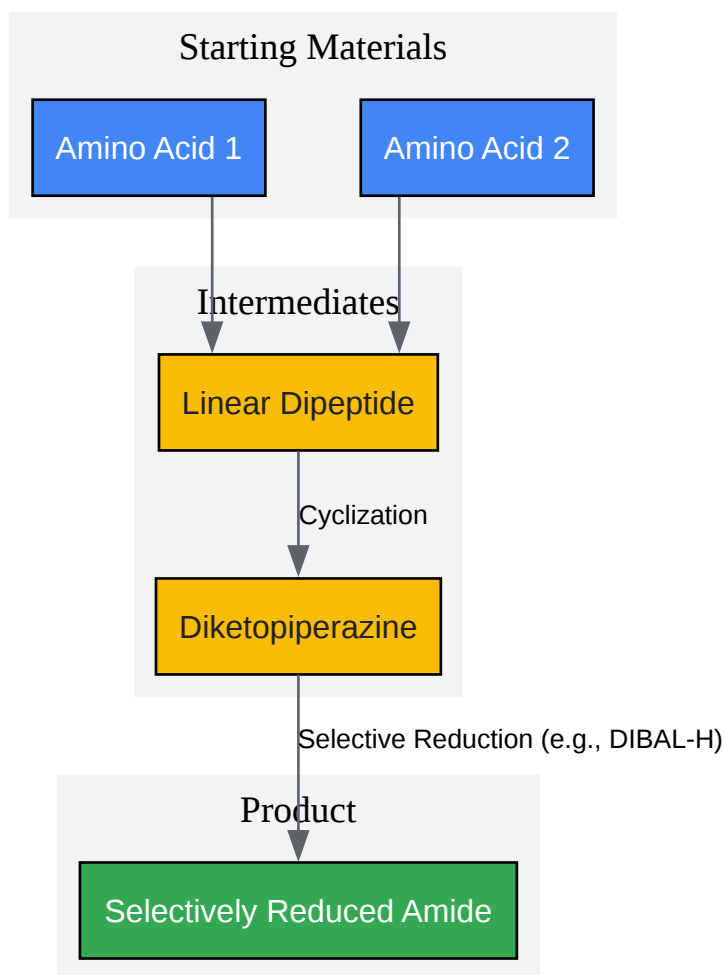 Starting Materials
Amino Acid 1
Amino Acid 2
Intermediates
Linear Dipeptide
Cyclization
Diketopiperazine
Selective Reduction (e.g., DIBAL-H)
Product
Selectively Reduced Amide